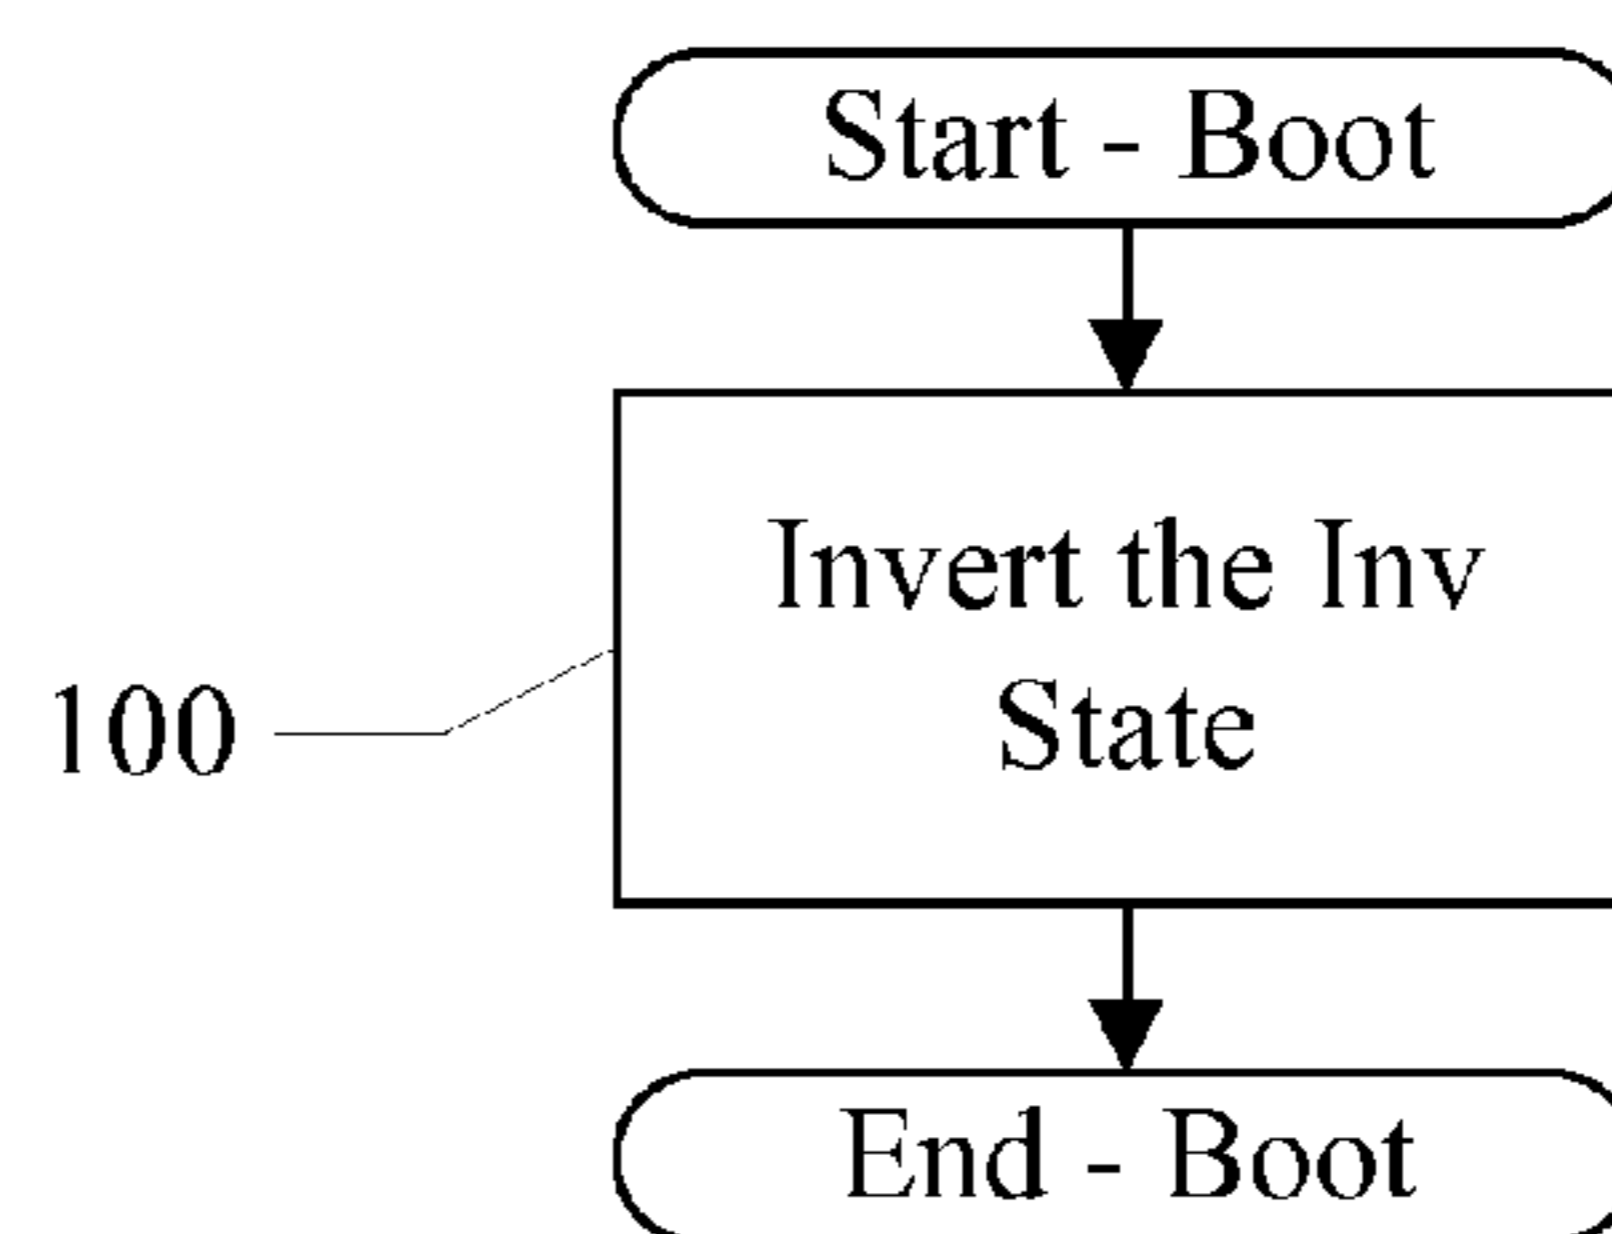 Start - Boot
Invert the Inv
State
100
End - Boot